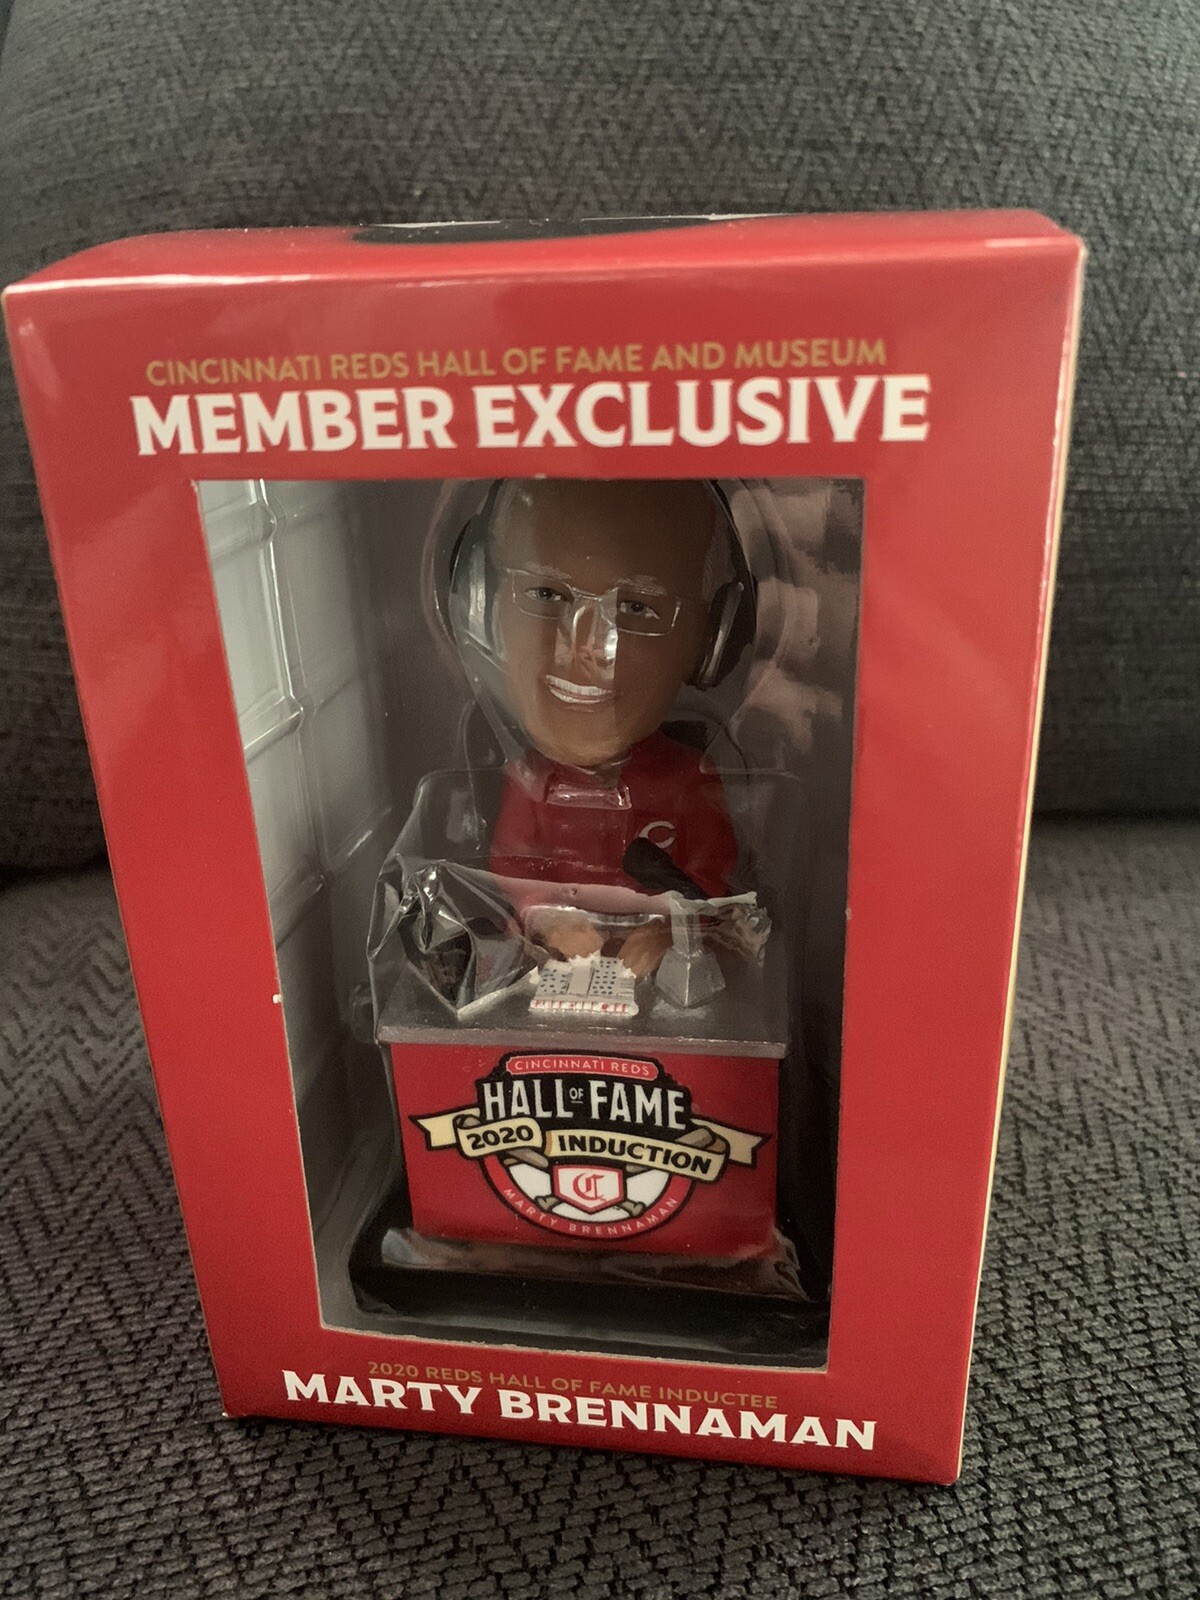 CINCINNATI REDS HALL OF FAME AND MUSEUM
MEMBER EXCLUSIVE
C
CINCINNATI REDS
HALL OF FAME
2020 INDUCTION
C
MARTY BRENNAMAN
2020 REDS HALL OF FAME INDUCTEE
MARTY BRENNAMAN